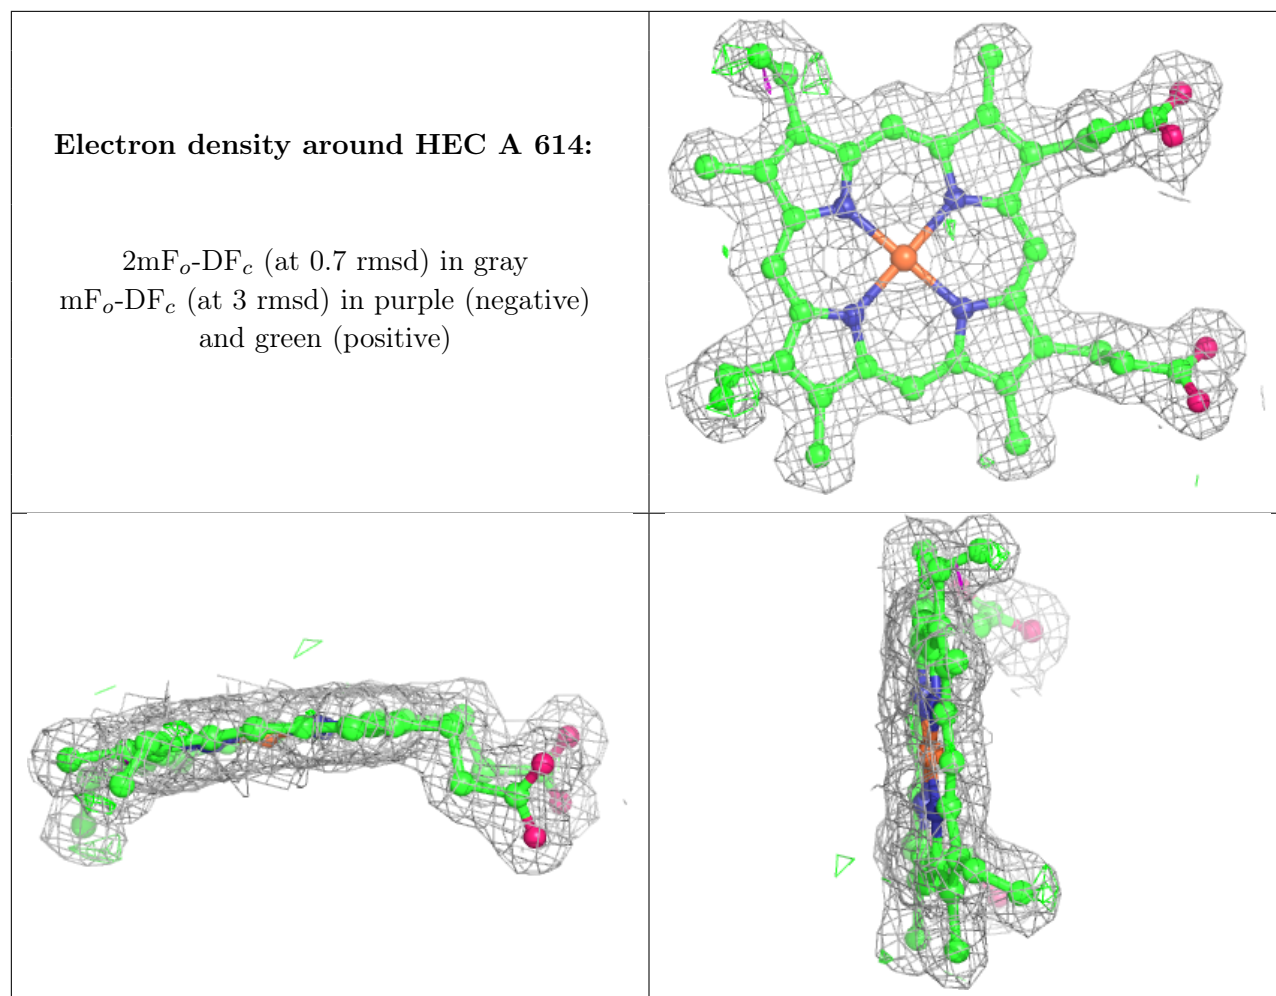 Electron density around HEC A 614:
2mFo-DFc (at 0.7 rmsd) in gray
mFo-DFc (at 3 rmsd) in purple (negative)
and green (positive)